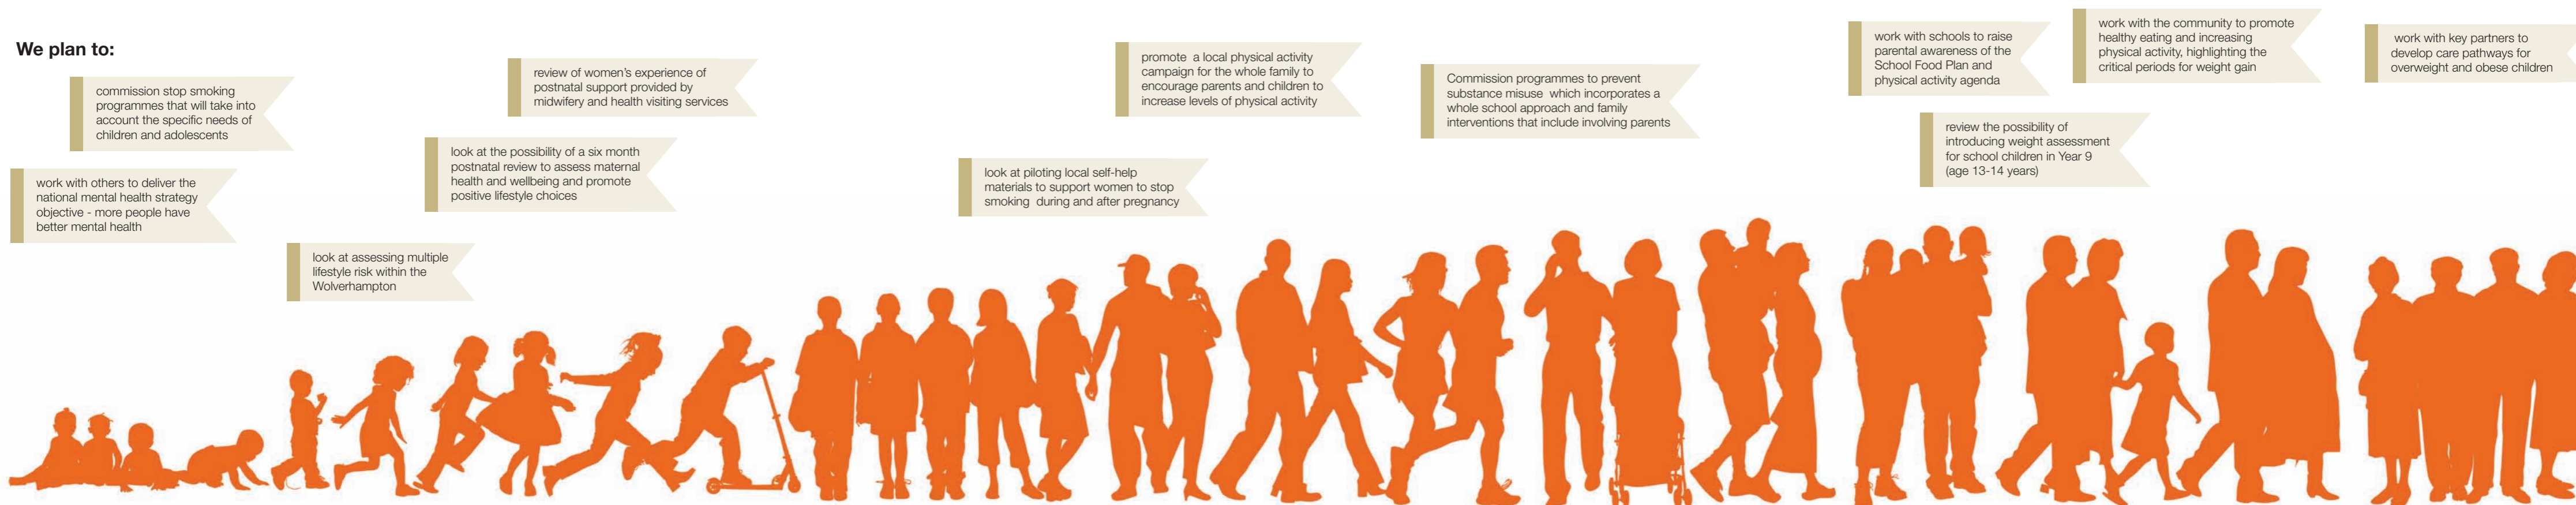 We plan to:
commission stop smoking
programmes that will take into
account the specific needs of
children and adolescents
work with others to deliver the
national mental health strategy
objective - more people have
better mental health
look at assessing multiple
lifestyle risk within the
Wolverhampton
review of women's experience of
postnatal support provided by
midwifery and health visiting services
look at the possibility of a six month
postnatal review to assess maternal
health and wellbeing and promote
positive lifestyle choices
look at piloting local self-help
materials to support women to stop
smoking during and after pregnancy
promote a local physical activity
campaign for the whole family to
encourage parents and children to
increase levels of physical activity
Commission programmes to prevent
substance misuse which incorporates a
whole school approach and family
interventions that include involving parents
work with schools to raise
parental awareness of the
School Food Plan and
physical activity agenda
review the possibility of
introducing weight assessment
for school children in Year 9
(age 13-14 years)
work with the community to promote
healthy eating and increasing
physical activity, highlighting the
critical periods for weight gain
work with key partners to
develop care pathways for
overweight and obese children